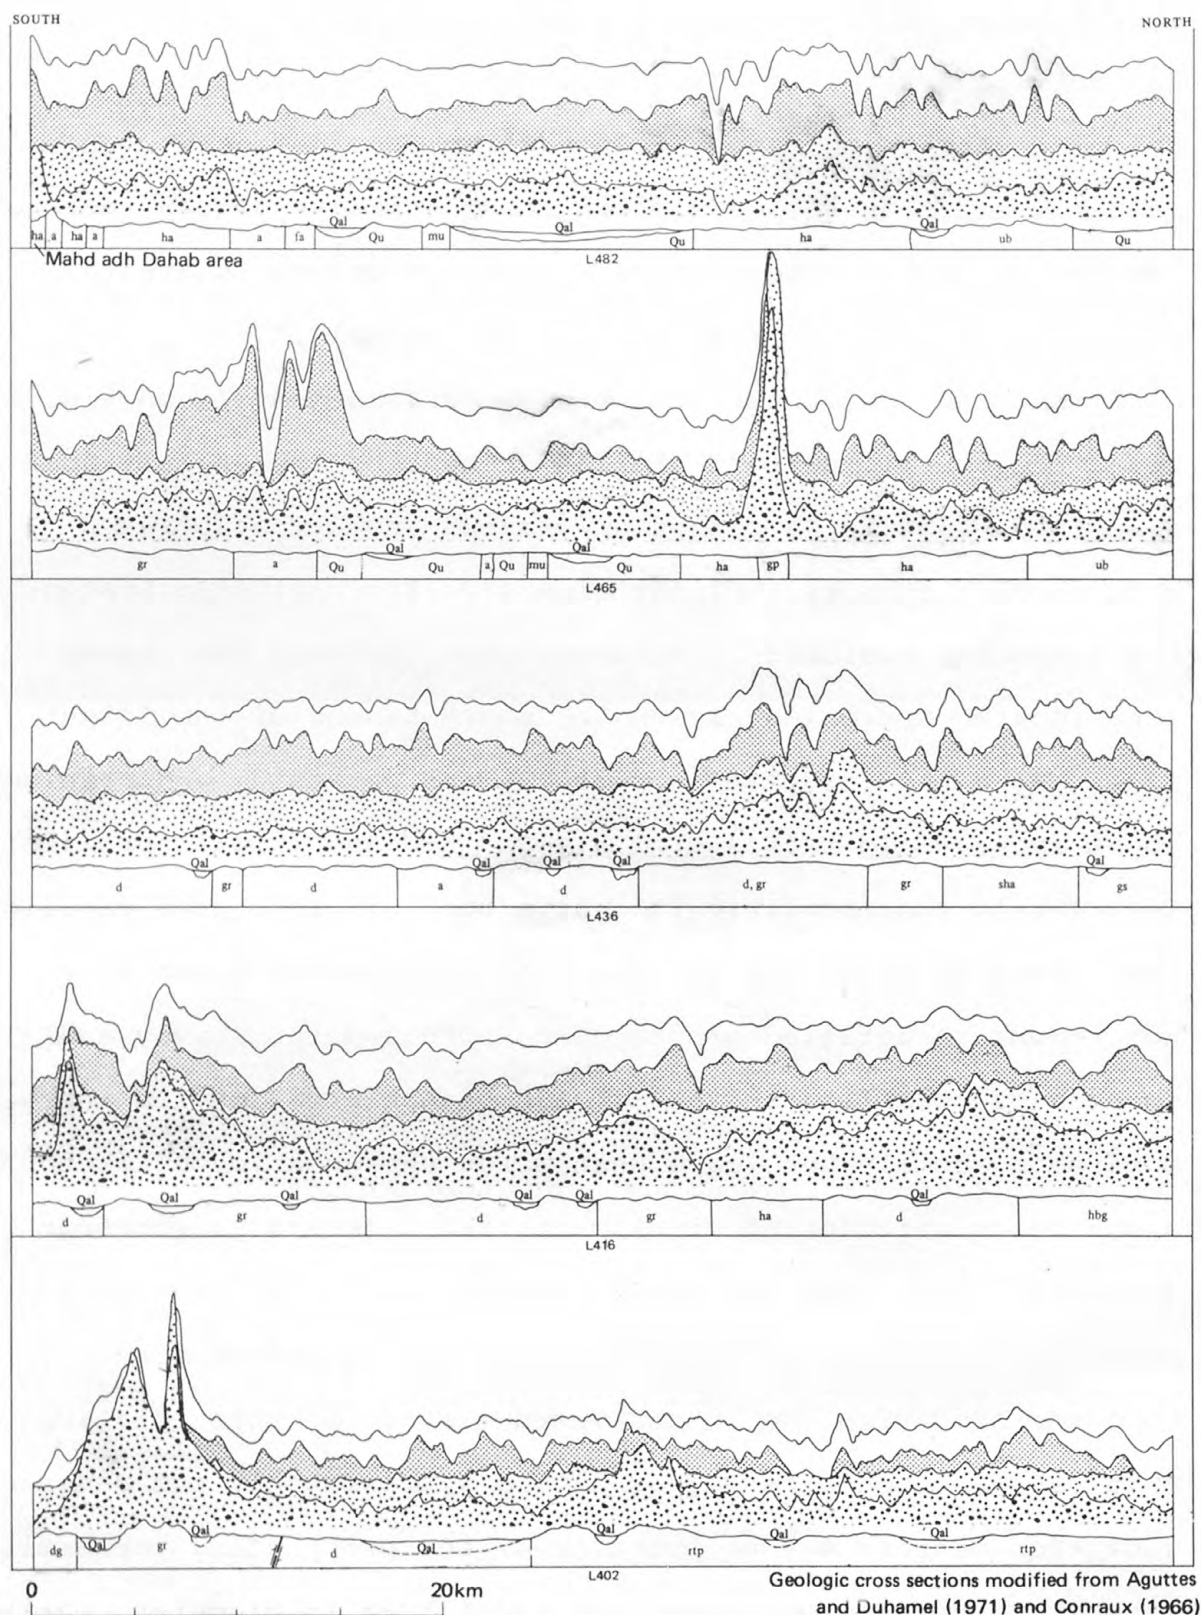 SOUTH NORTH
Qal Qal Qal
ha a ha a ha a fa Qu mu Qu ha ub Qu
Mahd adh Dahab area
L482
Qal Qal
gr a Qu Qu a Qu mu Qu ha gp ha ub
L465
Qal Qal Qal Qal Qal
d gr d a d d, gr gr sha gs
L436
Qal Qal Qal Qal Qal Qal
d gr d gr ha d hbg
L416
Qal Qal Qal Qal
dg Qal gr d Qal rtp rtp
L402
0 20km
Geologic cross sections modified from Aguttes
and Duhamel (1971) and Conraux (1966)